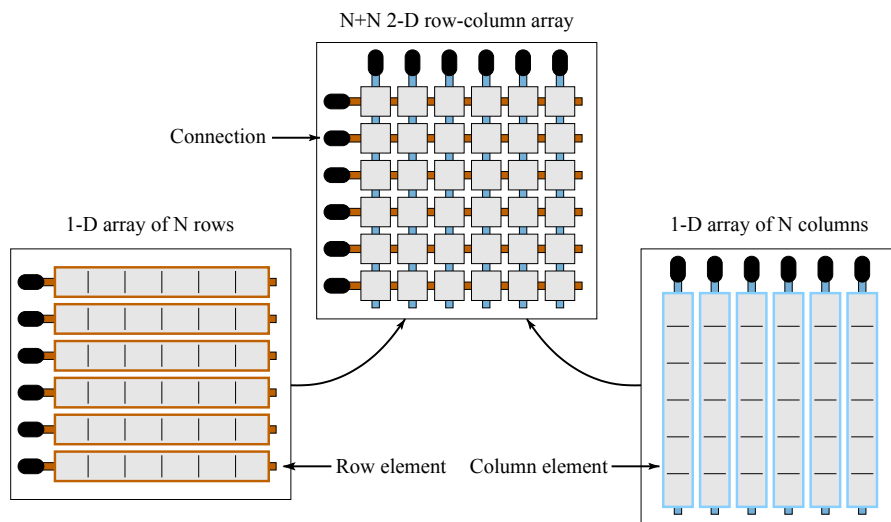 N+N 2-D row-column array
Connection
1-D array of N rows
1-D array of N columns
Row element
Column element